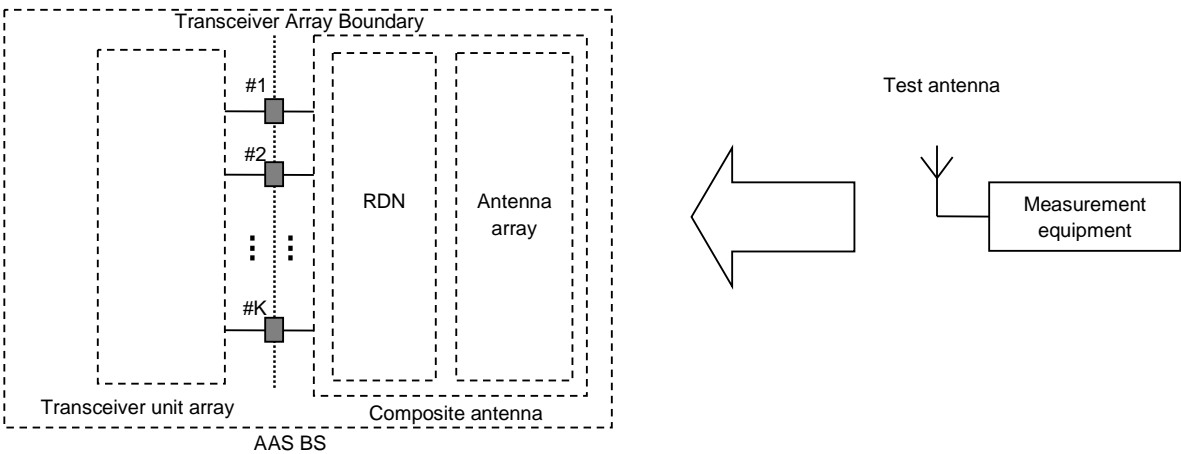 Transceiver Array Boundary
#1
#2
#K
RDN
Antenna
array
Transceiver unit array
Composite antenna
AAS BS
Test antenna
Measurement
equipment